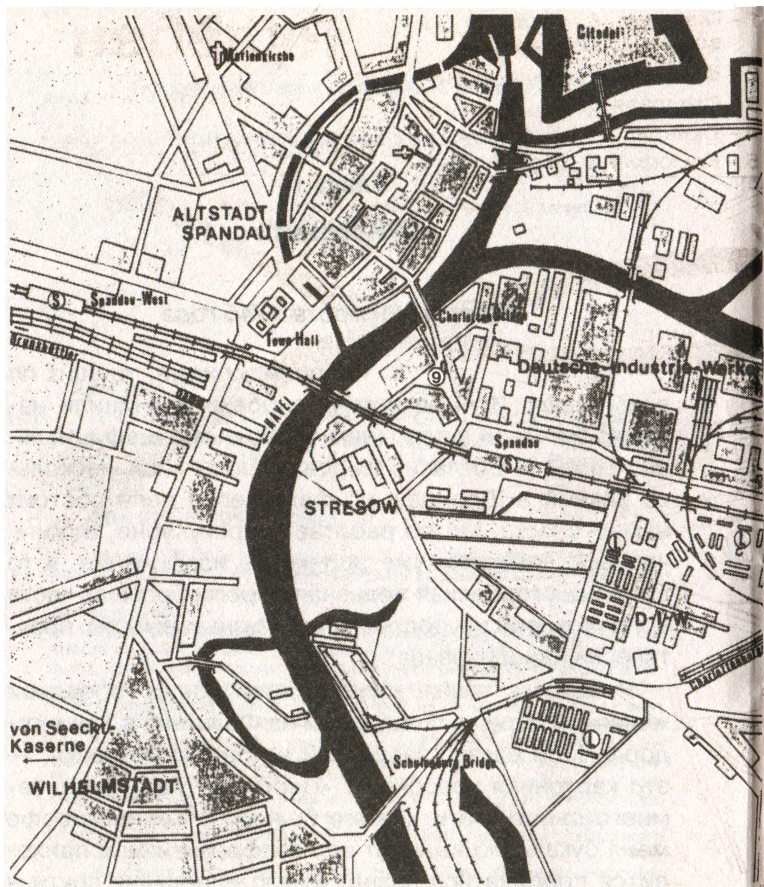 Citadel
Marienkirche
ALTSTADT
SPANDAU
S
Spandau-West
Town Hall
Charlotten Bridge
9
Deutsche-Industrie-Werke
HAVEL
Spandau
S
STRESOW
L
L
D-I-W
L
von Seeckt-
Kaserne
Schulenburg Bridge
WILHELMSTADT